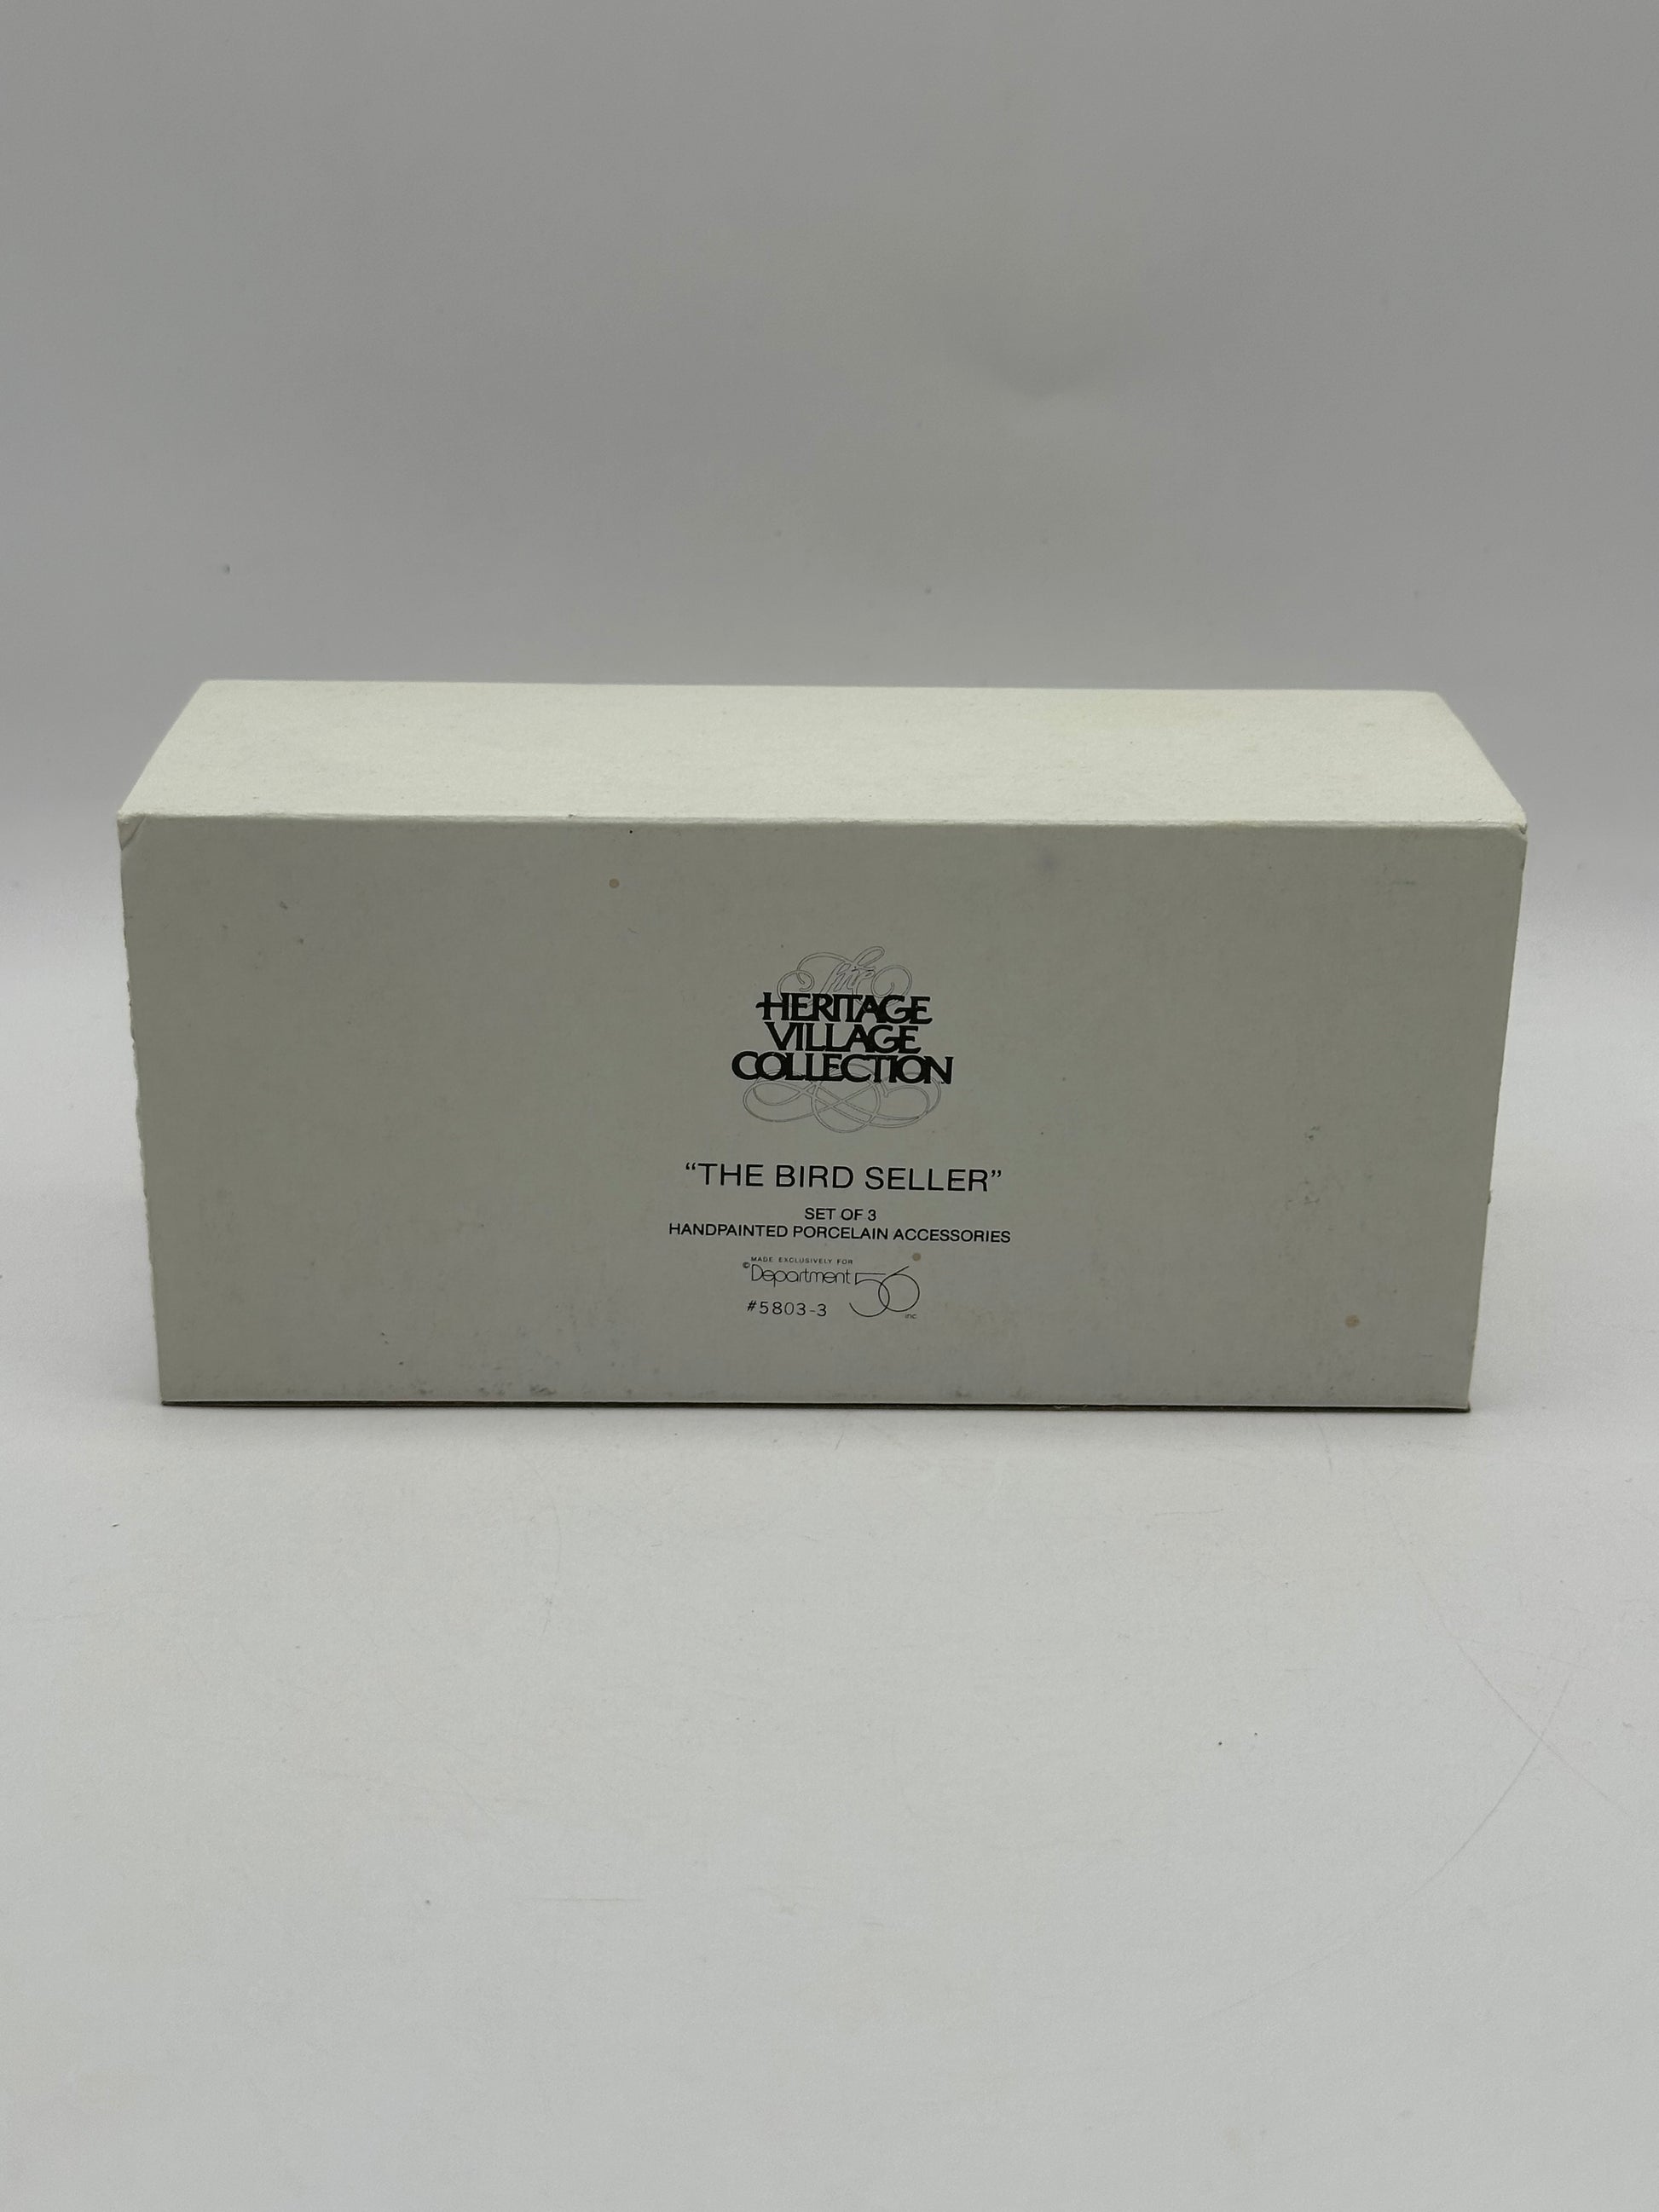 The
HERITAGE
VILLAGE
COLLECTION
“THE BIRD SELLER”
SET OF 3
HANDPAINTED PORCELAIN ACCESSORIES
MADE EXCLUSIVELY FOR
©Department 56
#5803-3
inc